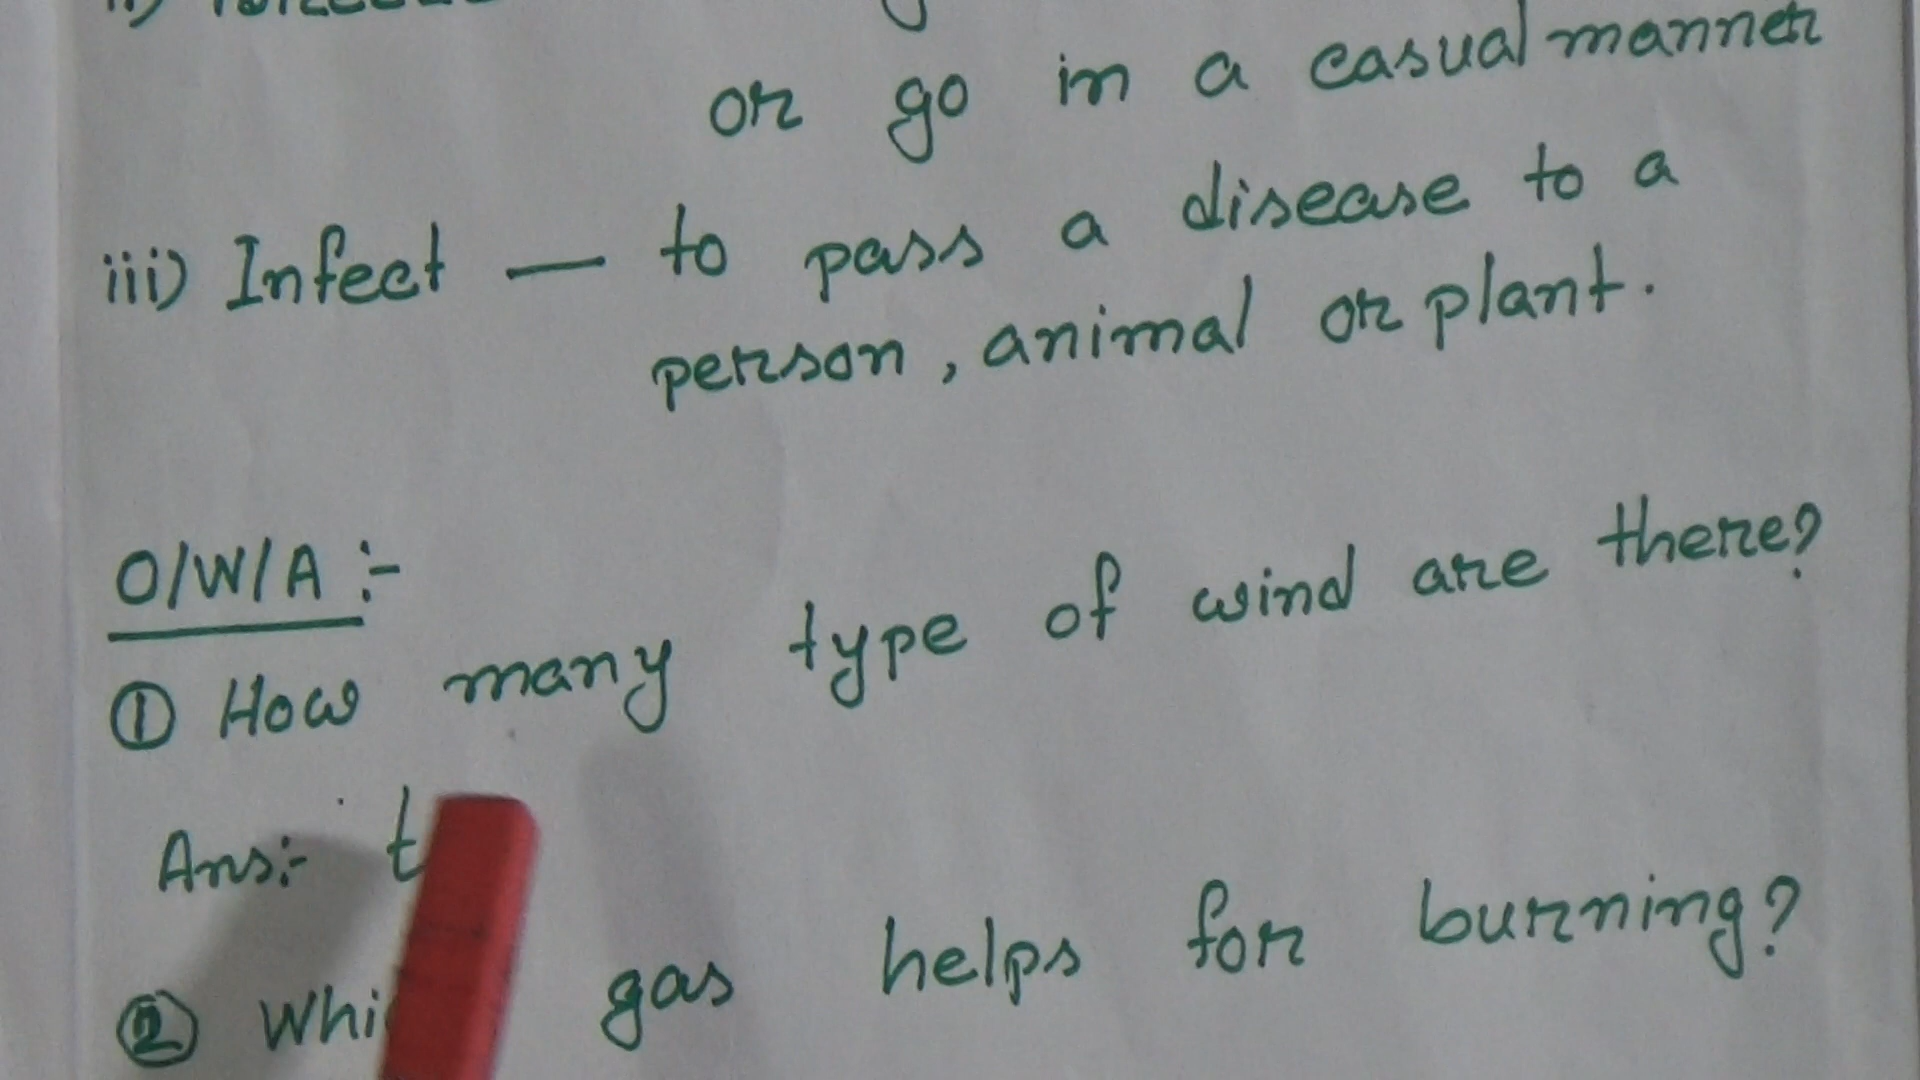 ii)
or go in a casual manner
iii) Infect — to pass a disease to a
person, animal or plant.
O/W/A :-
① How many type of wind are there?
Ans:- t
② Whi gas helps for burning?